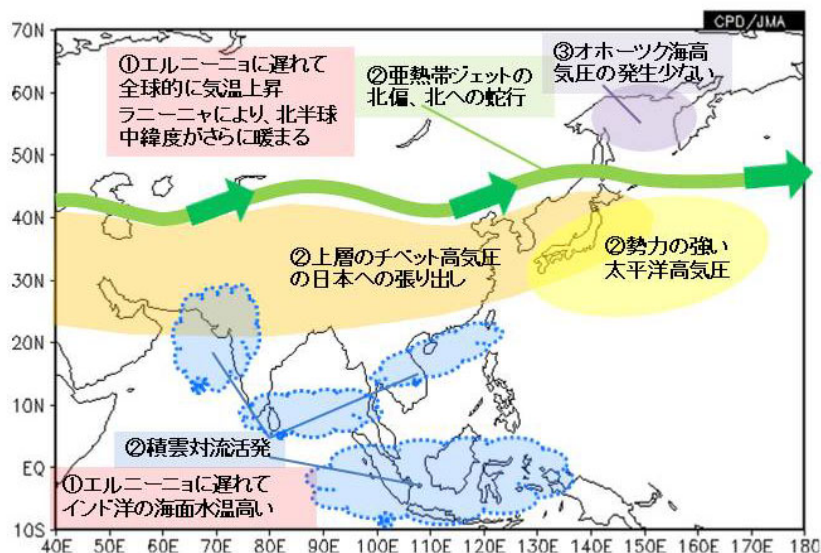 CPD/JMA
70N
60N
50N
40N
30N
20N
10N
EQ
10S
①エルニーニョに遅れて
全球的に気温上昇
ラニーニャにより、北半球
中緯度がさらに暖まる
②亜熱帯ジェットの
北偏、北への蛇行
③オホーツク海高
気圧の発生少ない
②上層のチベット高気圧
の日本への張り出し
②勢力の強い
太平洋高気圧
②積雲対流活発
①エルニーニョに遅れて
インド洋の海面水温高い
40E 50E 60E 70E 80E 90E 100E 110E 120E 130E 140E 150E 160E 170E 180